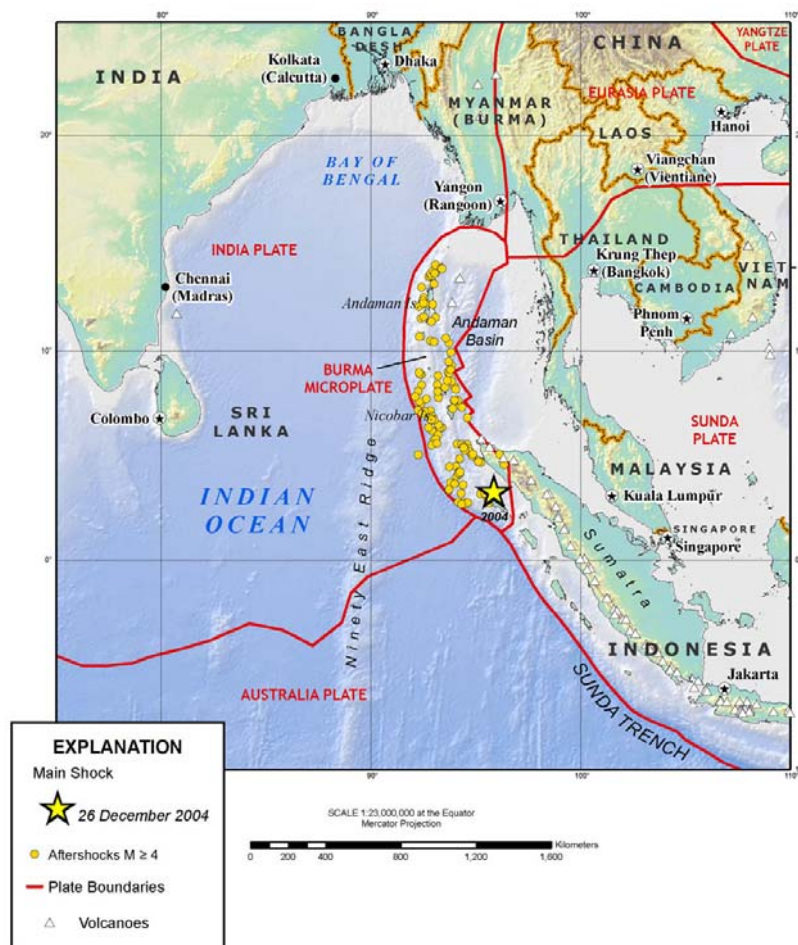 80°
90°
100°
110°
BANGLA
DESH
Dhaka
CHINA
YANGTZE
PLATE
Kolkata
(Calcutta)
INDIA
MYANMAR
(BURMA)
EURASIA PLATE
Hanoi
LAOS
20°
Viangchan
(Vientiane)
BAY OF
BENGAL
Yangon
(Rangoon)
INDIA PLATE
THAILAND
Krung Thep
(Bangkok)
VIET
NAM
Chennai
(Madras)
CAMBODIA
Andaman Is.
Andaman
Basin
Phnom
Penh
10°
10°
BURMA
MICROPLATE
Nicobar Is.
Colombo
SRI
LANKA
SUNDA
PLATE
MALAYSIA
INDIAN
OCEAN
Kuala Lumpur
2004
SINGAPORE
Singapore
0°
0°
Ninety East Ridge
Sumatra
INDONESIA
Jakarta
AUSTRALIA PLATE
SUNDA TRENCH
90°
100°
EXPLANATION
Main Shock
26 December 2004
Aftershocks M ≥ 4
Plate Boundaries
Volcanoes
SCALE 1:23,000,000 at the Equator
Mercator Projection
Kilometers
0 200 400 800 1,200 1,600